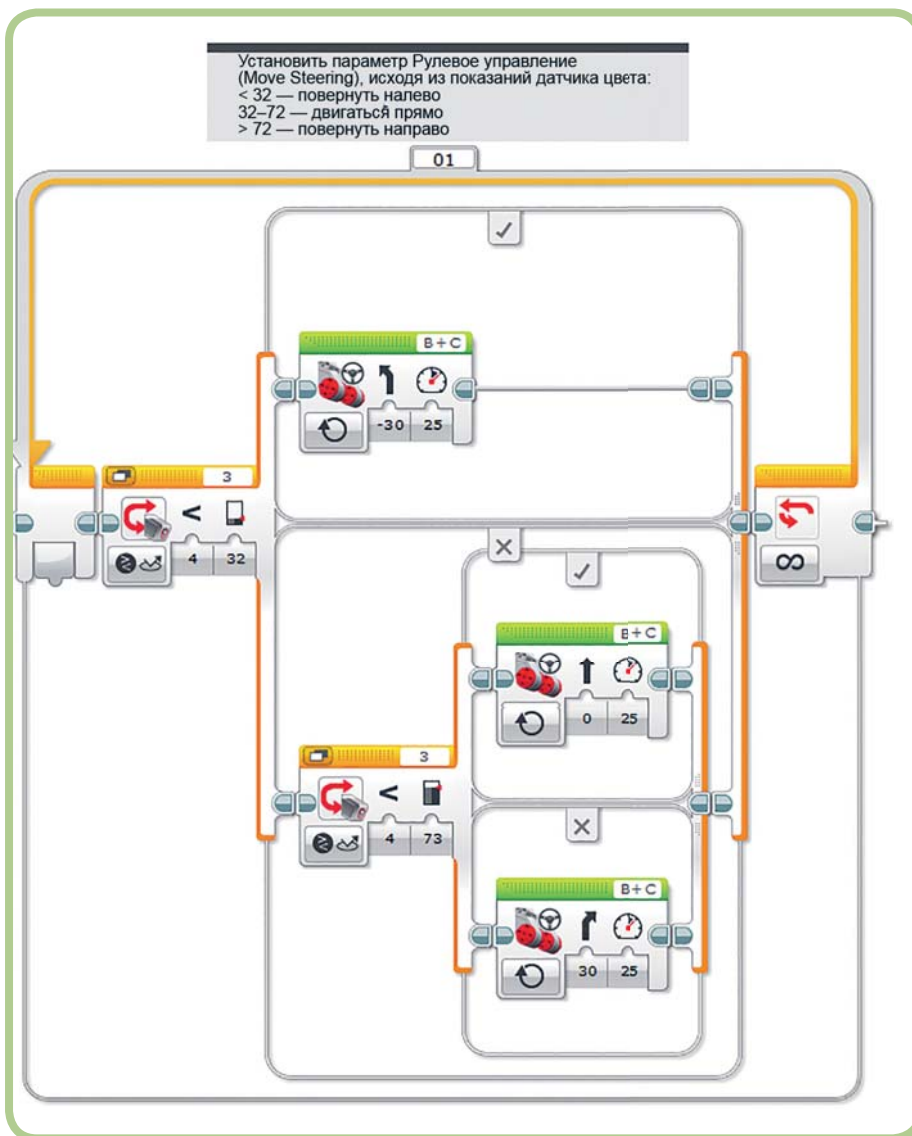 Установить параметр Рулевое управление
(Move Steering), исходя из показаний датчика цвета:
< 32 — повернуть налево
32–72 — двигаться прямо
> 72 — повернуть направо
01
B+C
-30 25
3
< 
4 32
B+C
0 25
3
<
4 73
B+C
30 25
∞